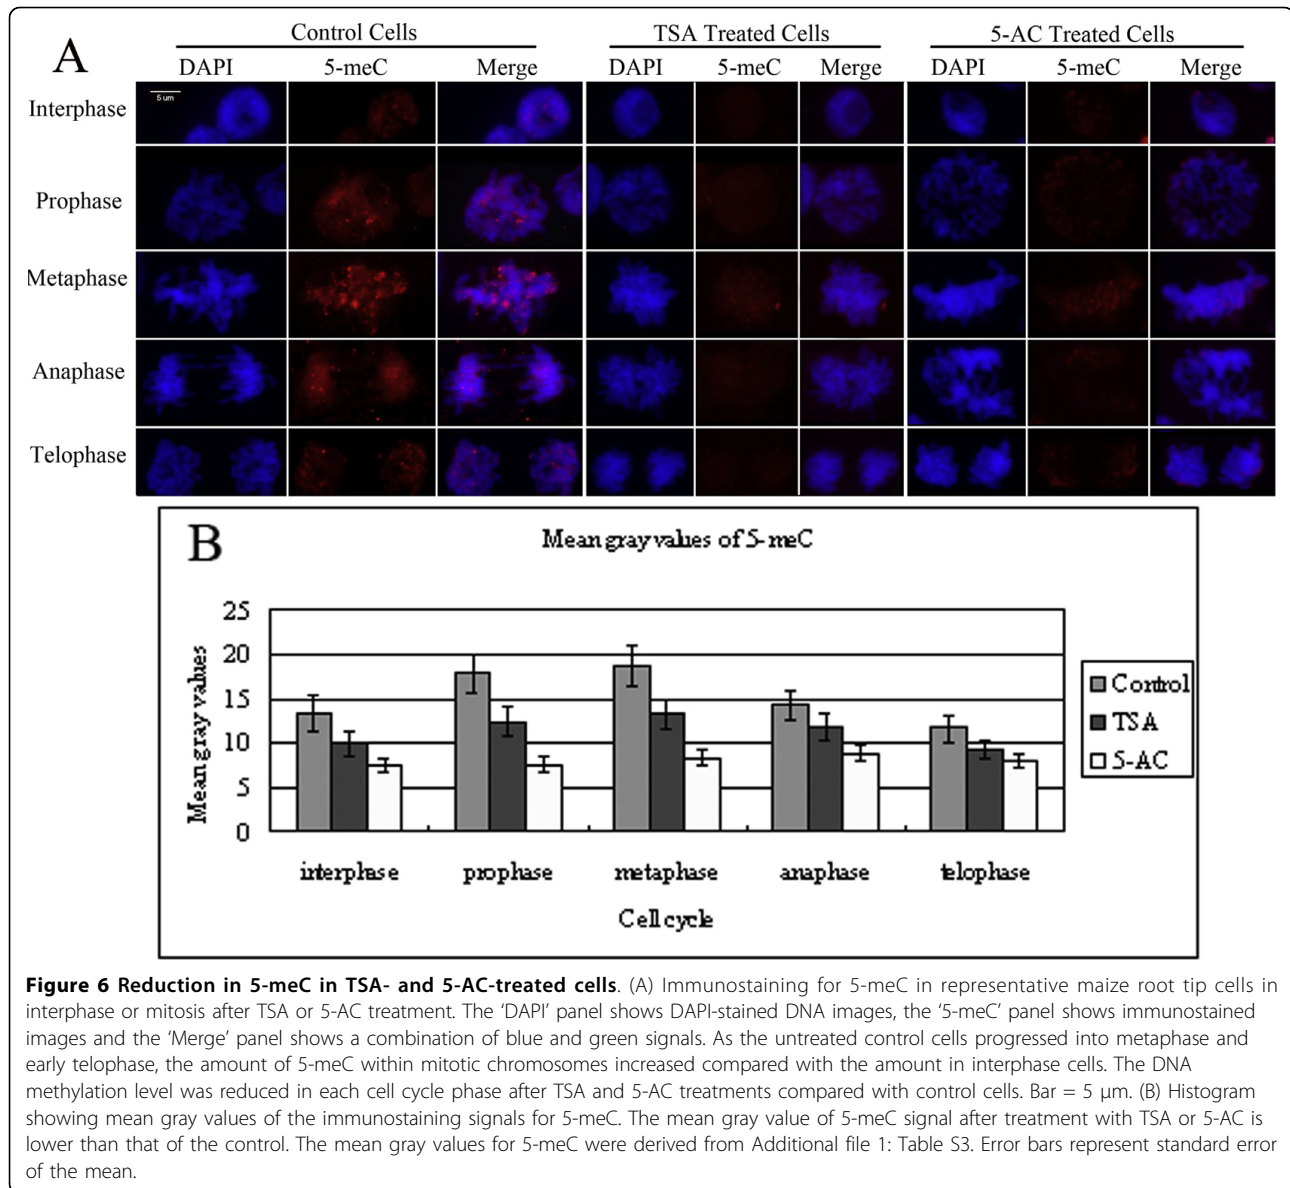 A
Control Cells
TSA Treated Cells
5-AC Treated Cells
DAPI 5-meC Merge DAPI 5-meC Merge DAPI 5-meC Merge
5 um
Interphase
Prophase
Metaphase
Anaphase
Telophase
B
Mean gray values of 5-meC
Mean gray values
25
20
15
10
5
0
interphase prophase metaphase anaphase telophase
Cell cycle
Control
TSA
5-AC
Figure 6 Reduction in 5-meC in TSA- and 5-AC-treated cells. (A) Immunostaining for 5-meC in representative maize root tip cells in
interphase or mitosis after TSA or 5-AC treatment. The ‘DAPI’ panel shows DAPI-stained DNA images, the ‘5-meC’ panel shows immunostained
images and the ‘Merge’ panel shows a combination of blue and green signals. As the untreated control cells progressed into metaphase and
early telophase, the amount of 5-meC within mitotic chromosomes increased compared with the amount in interphase cells. The DNA
methylation level was reduced in each cell cycle phase after TSA and 5-AC treatments compared with control cells. Bar = 5 μm. (B) Histogram
showing mean gray values of the immunostaining signals for 5-meC. The mean gray value of 5-meC signal after treatment with TSA or 5-AC is
lower than that of the control. The mean gray values for 5-meC were derived from Additional file 1: Table S3. Error bars represent standard error
of the mean.